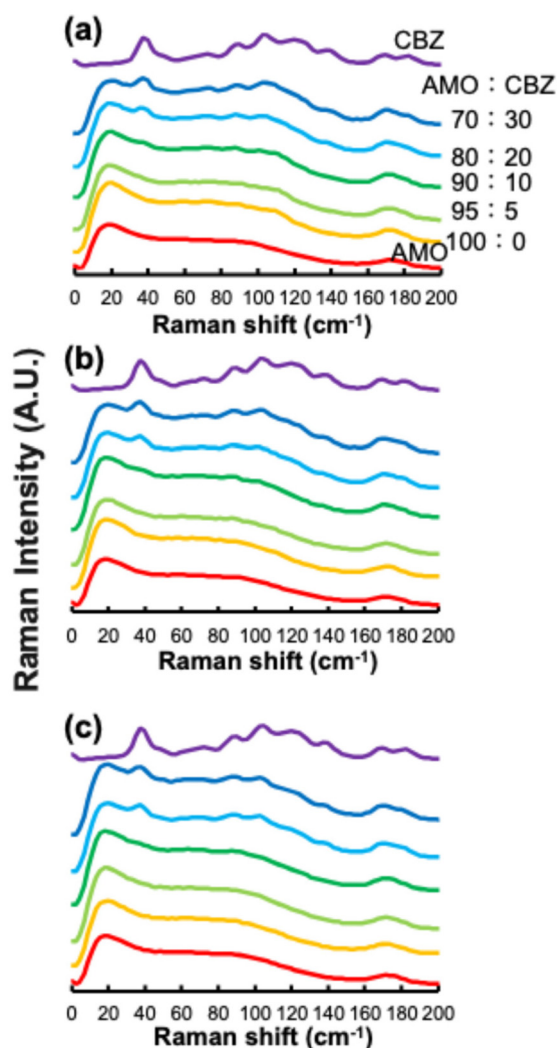 (a)
CBZ
AMO : CBZ
70 : 30
80 : 20
90 : 10
95 : 5
100 : 0
AMO
0 20 40 60 80 100 120 140 160 180 200
Raman shift (cm-1)
Raman Intensity (A.U.)
(b)
0 20 40 60 80 100 120 140 160 180 200
Raman shift (cm-1)
(c)
0 20 40 60 80 100 120 140 160 180 200
Raman shift (cm-1)